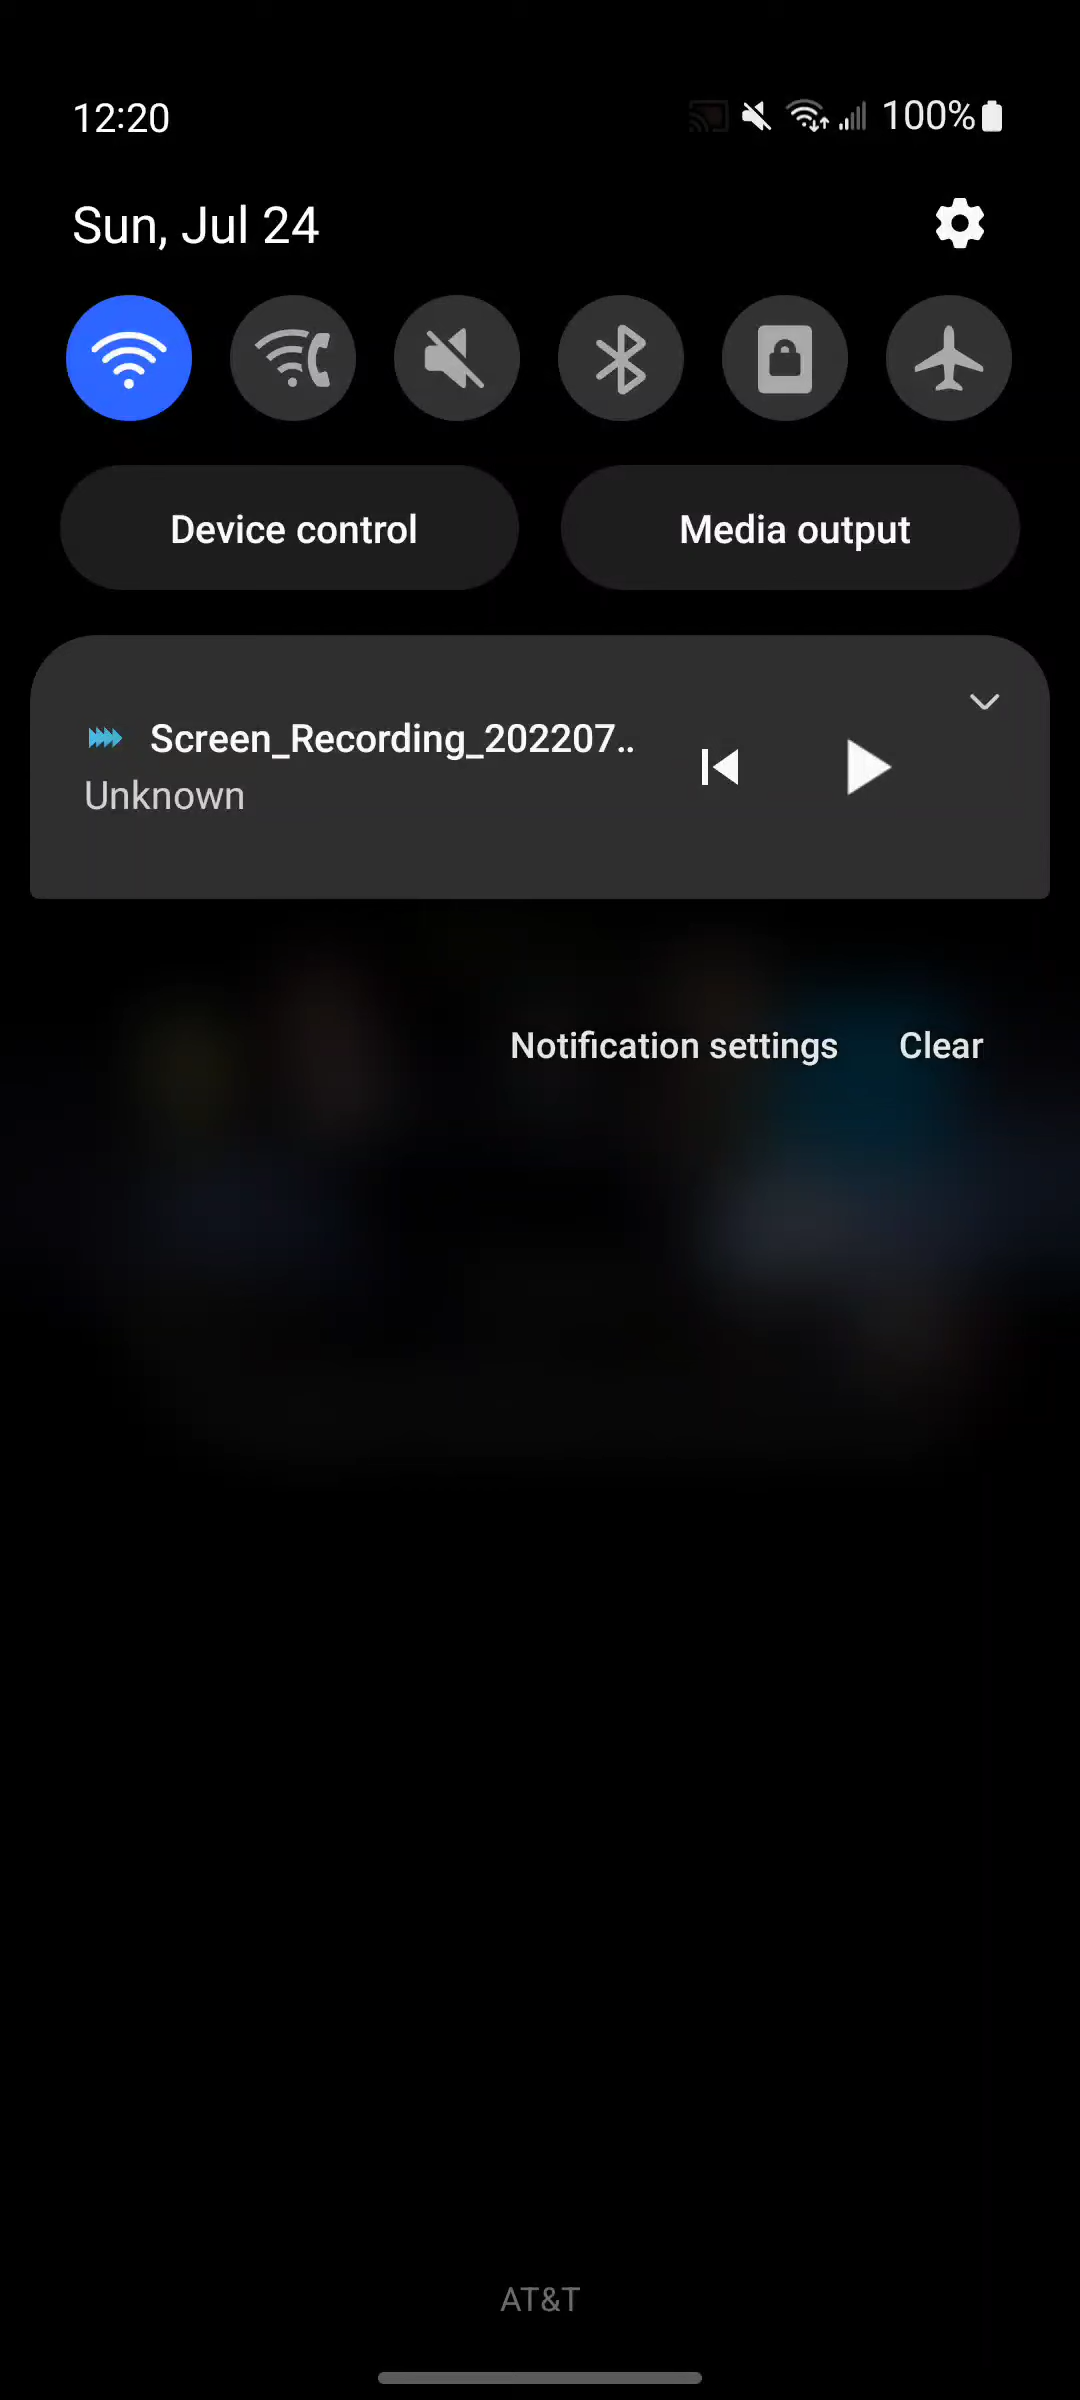 12:20
100%
Sun, Jul 24
Device control
Media output
Screen_Recording_202207..
Unknown
Notification settings
Clear
AT&T